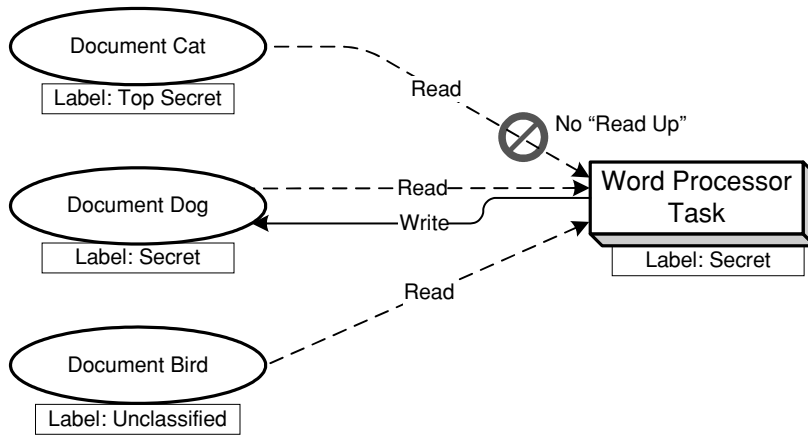 Document Cat
Label: Top Secret
Read
No “Read Up”
Document Dog
Label: Secret
Read
Write
Word Processor
Task
Label: Secret
Read
Document Bird
Label: Unclassified